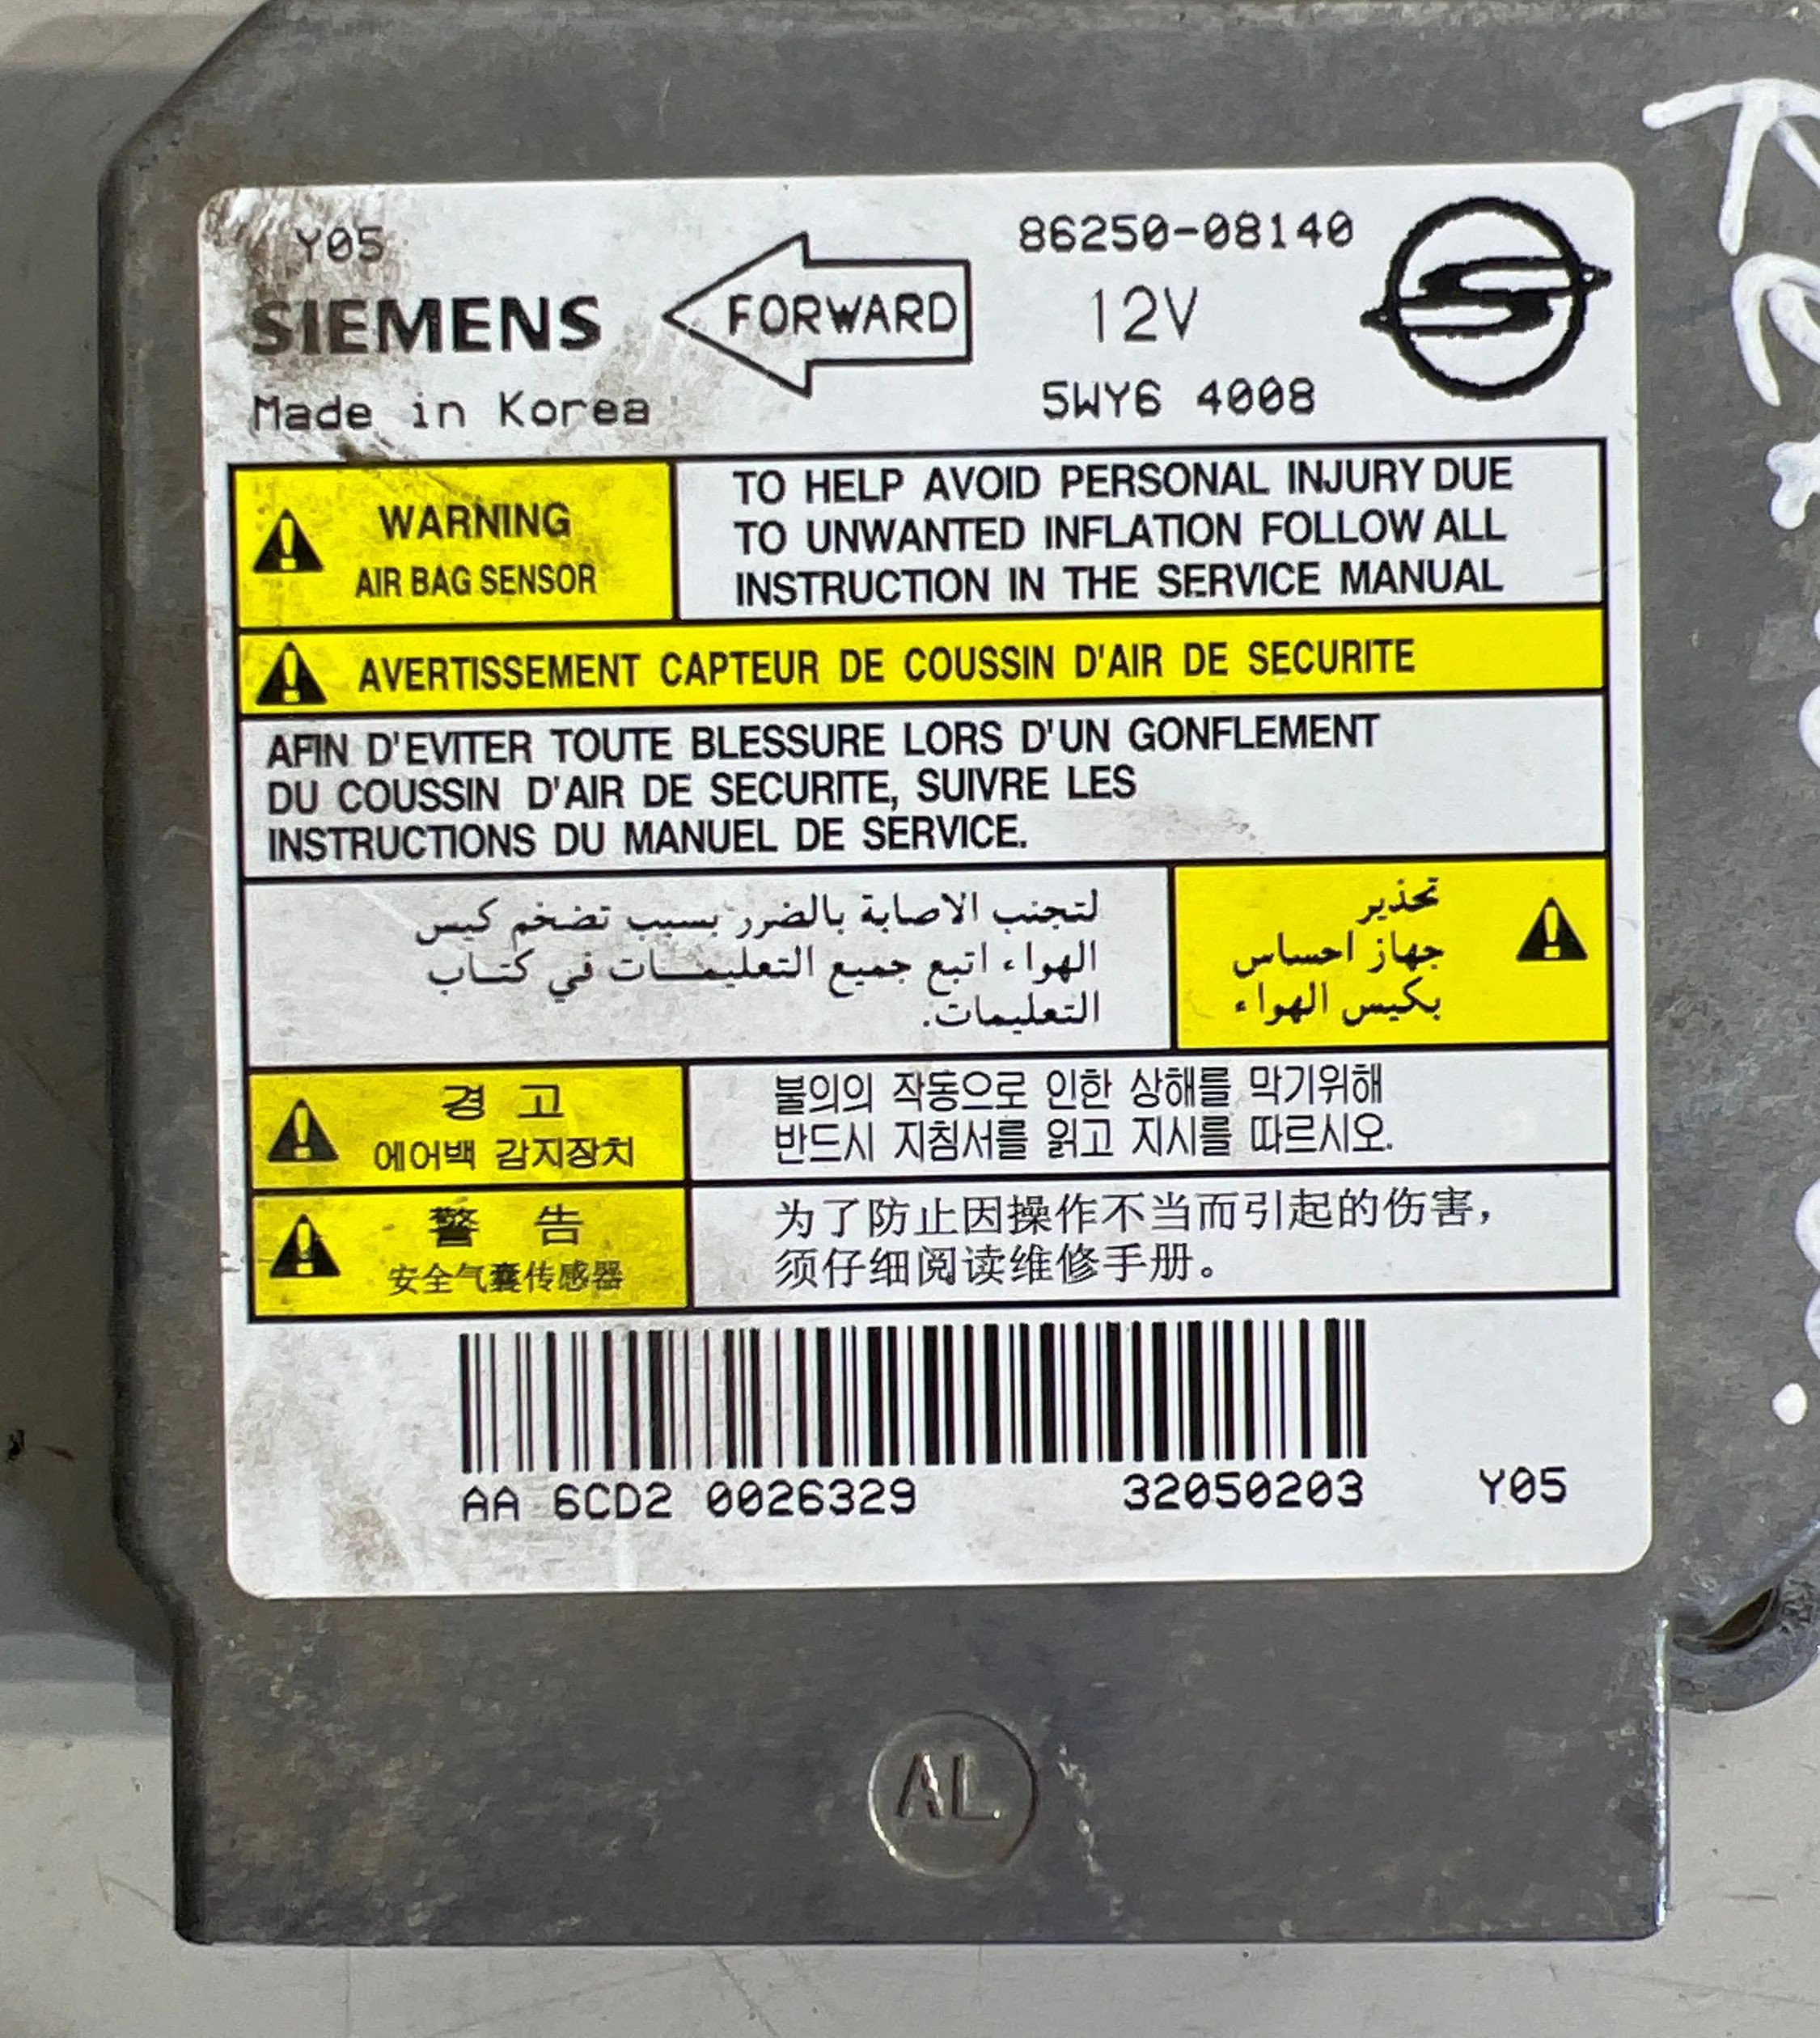 Y05
86250-08140
SIEMENS
FORWARD
12V
Made in Korea
5WY6 4008
WARNING
AIR BAG SENSOR
TO HELP AVOID PERSONAL INJURY DUE
TO UNWANTED INFLATION FOLLOW ALL
INSTRUCTION IN THE SERVICE MANUAL
AVERTISSEMENT CAPTEUR DE COUSSIN D'AIR DE SECURITE
AFIN D'EVITER TOUTE BLESSURE LORS D'UN GONFLEMENT
DU COUSSIN D'AIR DE SECURITE, SUIVRE LES
INSTRUCTIONS DU MANUEL DE SERVICE.
تحذير
جهاز احساس
بكيس الهواء
لتجنب الاصابة بالضرر بسبب تضخم كيس
الهواء اتبع جميع التعليمــات في كتاب
التعليمات.
경 고
에어백 감지장치
불의의 작동으로 인한 상해를 막기위해
반드시 지침서를 읽고 지시를 따르시오.
警 告
安全气囊传感器
为了防止因操作不当而引起的伤害，
须仔细阅读维修手册。
AA 6CD2 0026329 32050203 Y05
AL